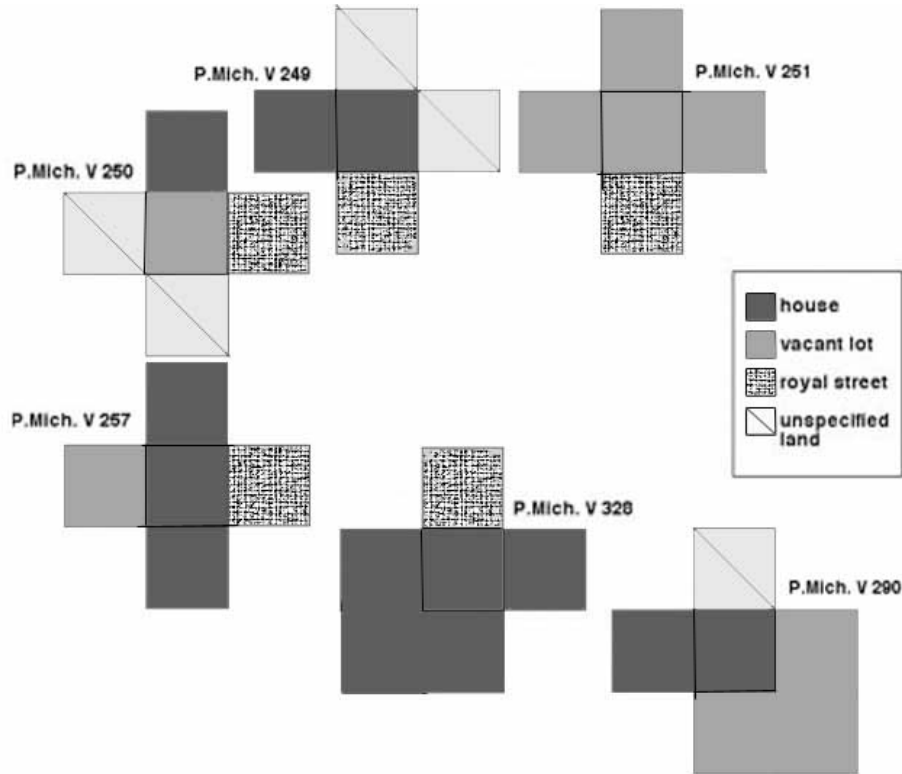 P.Mich. V 249
P.Mich. V 251
P.Mich. V 250
house
vacant lot
royal street
unspecified
land
P.Mich. V 257
P.Mich. V 328
P.Mich. V 290